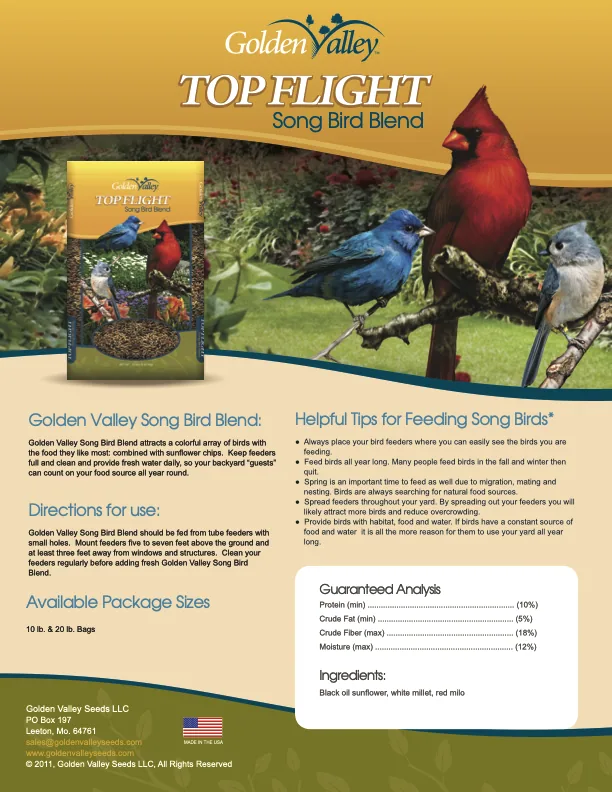 Golden Valley™
TOP FLIGHT
Song Bird Blend
Golden Valley
TOP FLIGHT
Song Bird Blend
TOP FLIGHT
TOP FLIGHT
Golden Valley Song Bird Blend:
Golden Valley Song Bird Blend attracts a colorful array of birds with
the food they like most: combined with sunflower chips. Keep feeders
full and clean and provide fresh water daily, so your backyard “guests”
can count on your food source all year round.
Directions for use:
Golden Valley Song Bird Blend should be fed from tube feeders with
small holes. Mount feeders five to seven feet above the ground and
at least three feet away from windows and structures. Clean your
feeders regularly before adding fresh Golden Valley Song Bird
Blend.
Available Package Sizes
10 lb. & 20 lb. Bags
Helpful Tips for Feeding Song Birds*
● Always place your bird feeders where you can easily see the birds you are
feeding.
● Feed birds all year long. Many people feed birds in the fall and winter then
quit.
● Spring is an important time to feed as well due to migration, mating and
nesting. Birds are always searching for natural food sources.
● Spread feeders throughout your yard. By spreading out your feeders you will
likely attract more birds and reduce overcrowding.
● Provide birds with habitat, food and water. If birds have a constant source of
food and water it is all the more reason for them to use your yard all year
long.
Guaranteed Analysis
Protein (min) ................................................................ (10%)
Crude Fat (min) ........................................................... (5%)
Crude Fiber (max) ....................................................... (18%)
Moisture (max) ............................................................ (12%)
Ingredients:
Black oil sunflower, white millet, red milo
Golden Valley Seeds LLC
PO Box 197
Leeton, Mo. 64761
sales@goldenvalleyseeds.com
www.goldenvalleyseeds.com
© 2011, Golden Valley Seeds LLC, All Rights Reserved
MADE IN THE USA